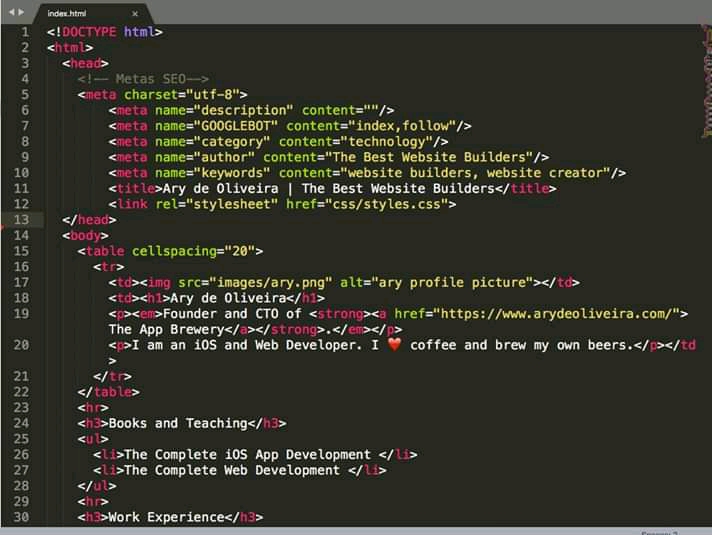 index.html
1 <!DOCTYPE html>
2 <html>
3 <head>
4 <!-- Metas SEO-->
5 <meta charset="utf-8">
6 <meta name="description" content=""/>
7 <meta name="GOOGLEBOT" content="index,follow"/>
8 <meta name="category" content="technology"/>
9 <meta name="author" content="The Best Website Builders"/>
10 <meta name="keywords" content="website builders, website creator"/>
11 <title>Ary de Oliveira | The Best Website Builders</title>
12 <link rel="stylesheet" href="css/styles.css">
13 </head>
14 <body>
15 <table cellspacing="20">
16 <tr>
17 <td><img src="images/ary.png" alt="ary profile picture"></td>
18 <td><h1>Ary de Oliveira</h1>
19 <p><em>Founder and CTO of <strong><a href="https://www.arydeoliveira.com/">
The App Brewery</a></strong>.</em></p>
20 <p>I am an iOS and Web Developer. I ❤️ coffee and brew my own beers.</p></td
>
21 </tr>
22 </table>
23 <hr>
24 <h3>Books and Teaching</h3>
25 <ul>
26 <li>The Complete iOS App Development </li>
27 <li>The Complete Web Development </li>
28 </ul>
29 <hr>
30 <h3>Work Experience</h3>